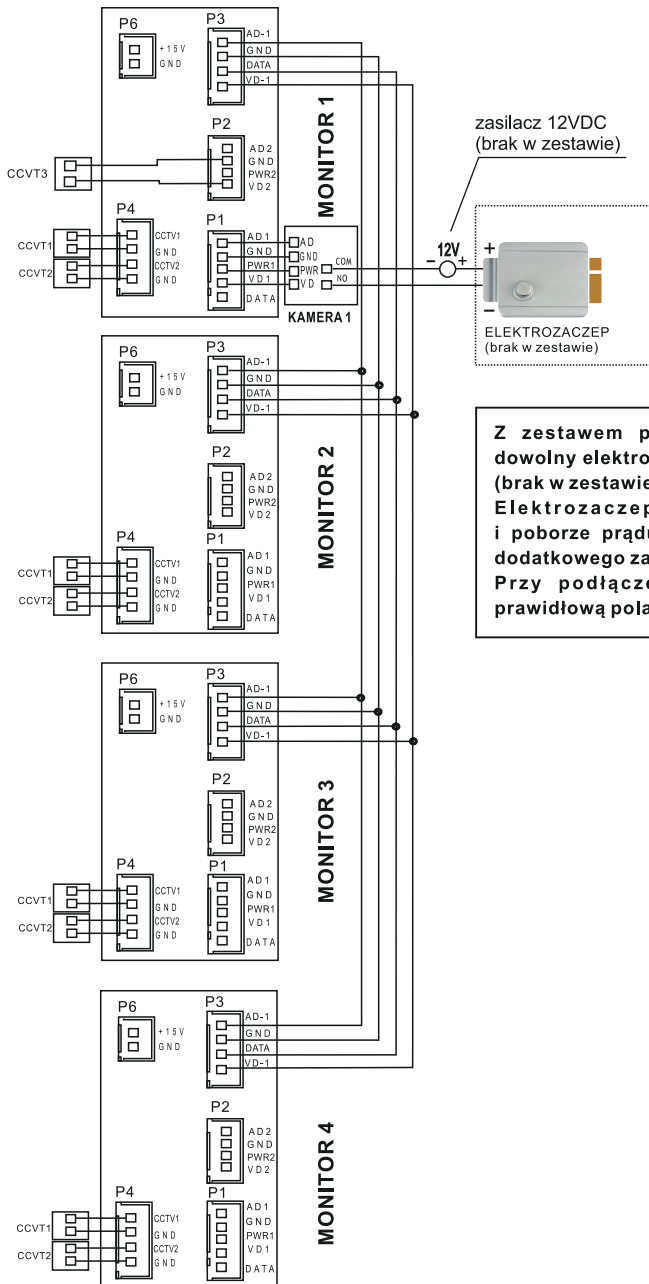 P6
+15V
GND
P3
AD-1
GND
DATA
VD-1
P2
AD2
GND
PWR2
VD2
CCVT3
P4
CCTV1
GND
CCTV2
GND
CCVT1
CCVT2
P1
AD1
GND
PWR1
VD1
DATA
MONITOR 1
AD
GND
PWR
VD
COM
NO
KAMERA 1
zasilacz 12VDC
(brak w zestawie)
- 12V +
+
-
ELEKTROZACZEP
(brak w zestawie)
P6
+15V
GND
P3
AD-1
GND
DATA
VD-1
P2
AD2
GND
PWR2
VD2
P4
CCTV1
GND
CCTV2
GND
CCVT1
CCVT2
P1
AD1
GND
PWR1
VD1
DATA
MONITOR 2
Z zestawem p
dowolny elektro
(brak w zestawie
Elektrozaczep
i poborze prądu
dodatkowego za
Przy podłącze
prawidłową pola
P6
+15V
GND
P3
AD-1
GND
DATA
VD-1
P2
AD2
GND
PWR2
VD2
P4
CCTV1
GND
CCTV2
GND
CCVT1
CCVT2
P1
AD1
GND
PWR1
VD1
DATA
MONITOR 3
P6
+15V
GND
P3
AD-1
GND
DATA
VD-1
P2
AD2
GND
PWR2
VD2
P4
CCTV1
GND
CCTV2
GND
CCVT1
CCVT2
P1
AD1
GND
PWR1
VD1
DATA
MONITOR 4